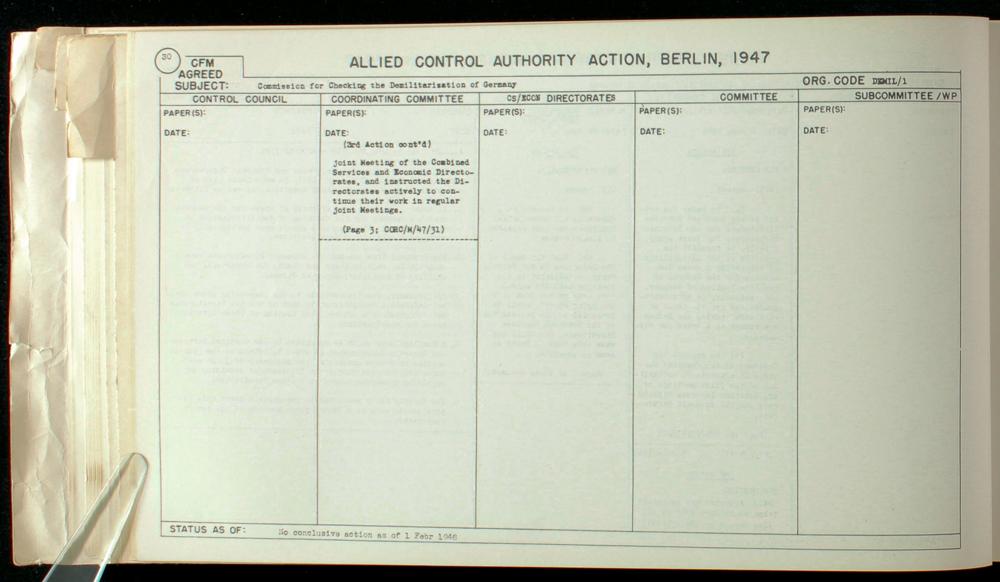 30
CFM
AGREED
ALLIED CONTROL AUTHORITY ACTION, BERLIN, 1947
SUBJECT: Commission for Checking the Demilitarization of Germany
ORG. CODE DEMIL/1
CONTROL COUNCIL
COORDINATING COMMITTEE
CS/ECON DIRECTORATES
COMMITTEE
SUBCOMMITTEE/WP
PAPER(S):
PAPER(S):
PAPER(S):
PAPER(S):
PAPER(S):
DATE:
DATE:
DATE:
DATE:
DATE:
(3rd Action cont'd)
joint Meeting of the Combined
Services and Economic Directo-
rates, and instructed the Di-
rectorates actively to con-
tinue their work in regular
joint Meetings.
(Page 3; CORC/M/47/31)
STATUS AS OF: No conclusive action as of 1 Febr 1948